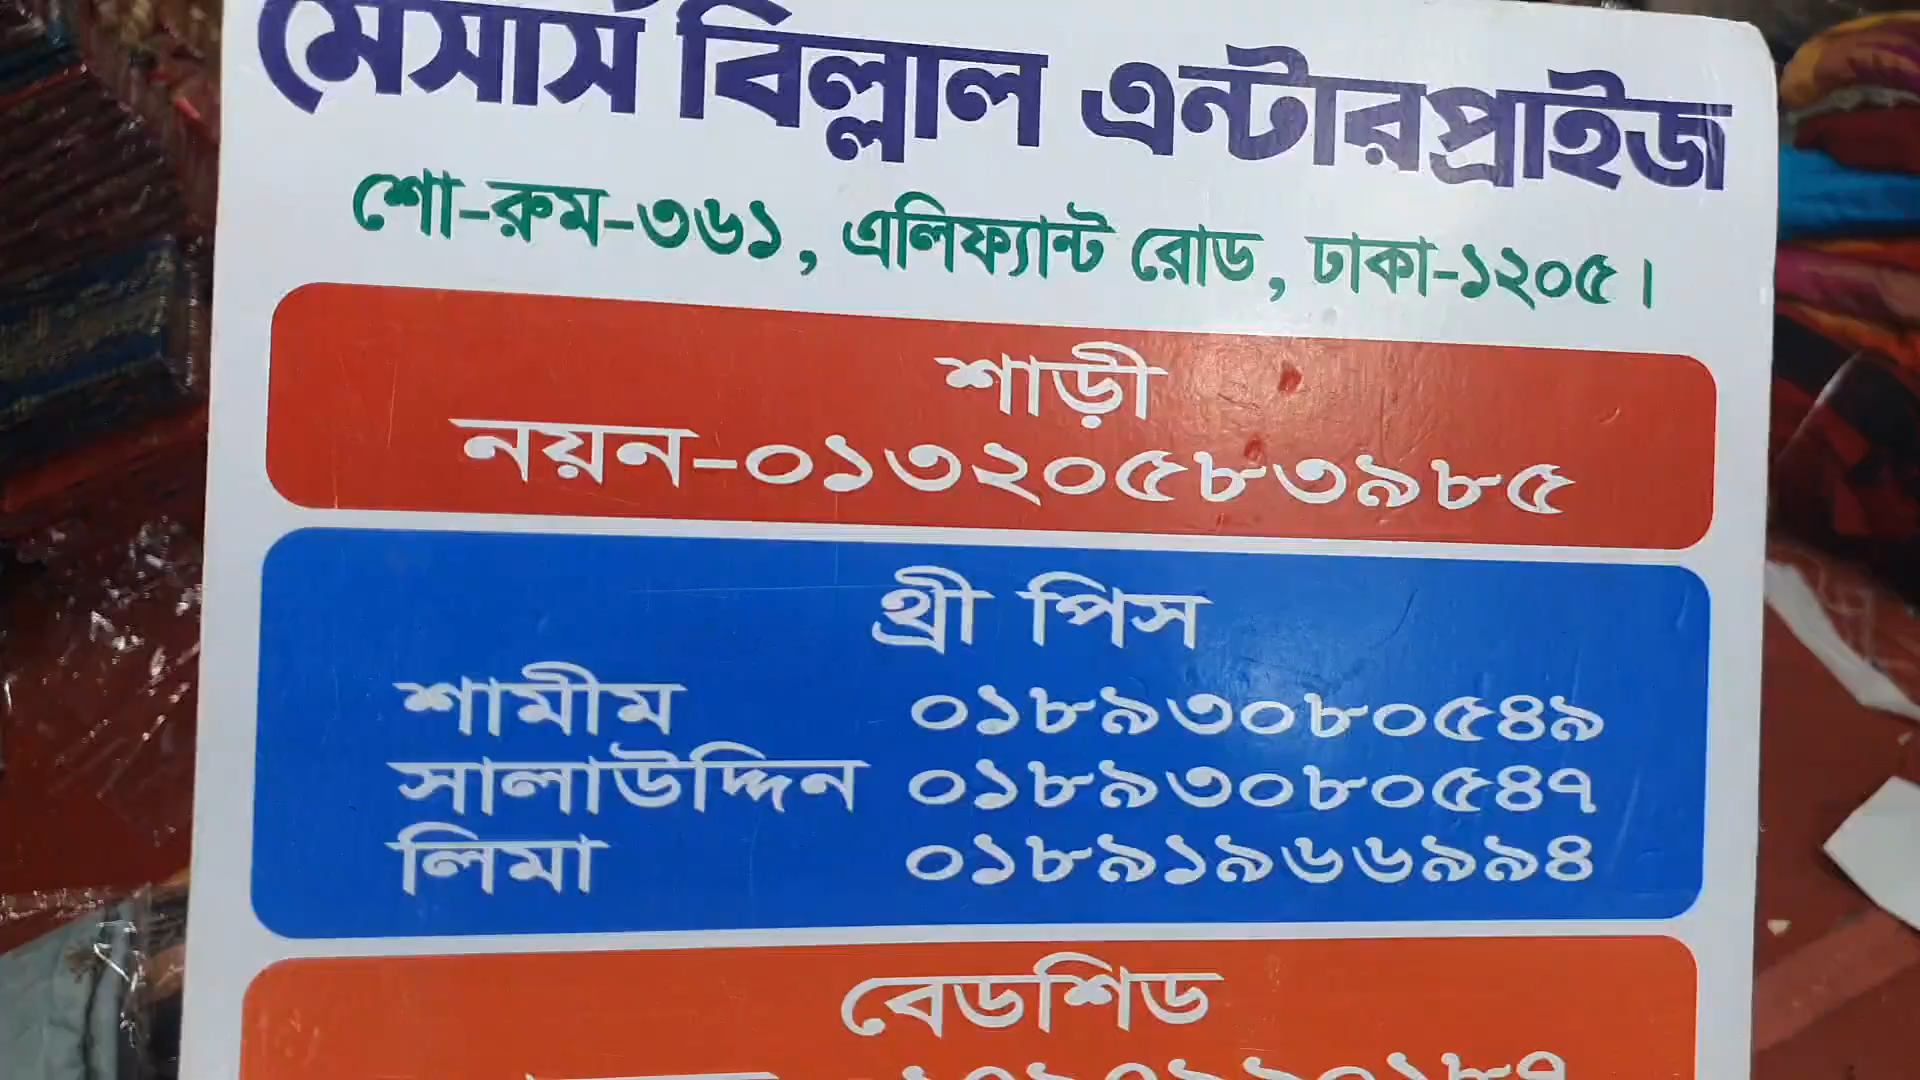 মেসার্স বিল্লাল এন্টারপ্রাইজ
শো-রুম-৩৬১, এলিফ্যান্ট রোড, ঢাকা-১২০৫।
শাড়ী
নয়ন-০১৩২০৫৮৩৯৮৫
থ্রী পিস
শামীম ০১৮৯৩০৮০৫৪৯
সালাউদ্দিন ০১৮৯৩০৮০৫৪৭
লিমা ০১৮৯১৯৬৬৯৯৪
বেডশিড